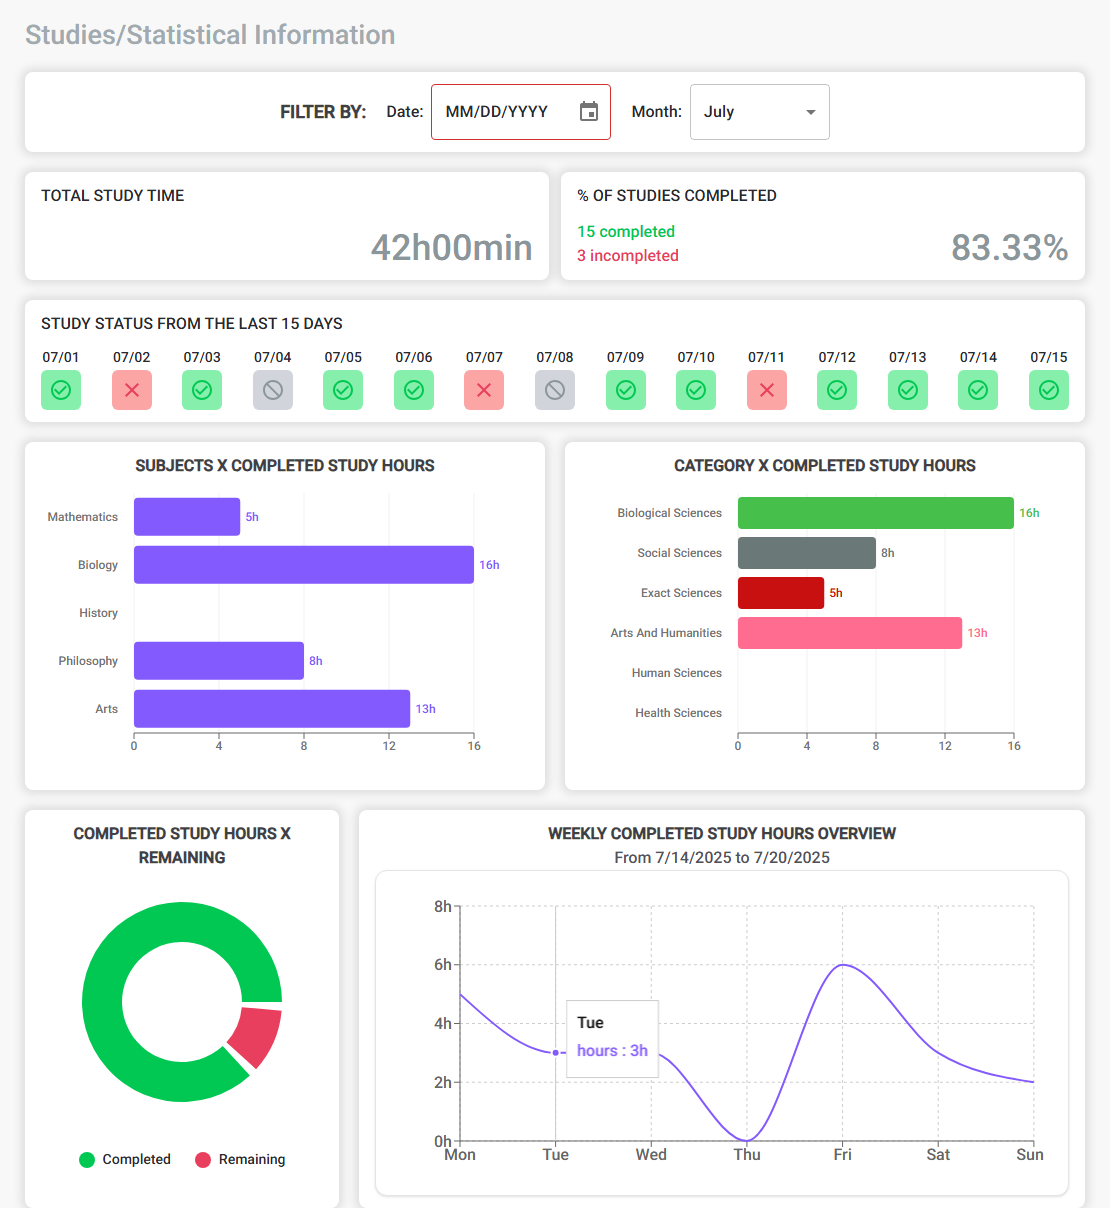 Studies/Statistical Information
FILTER BY: Date: MM/DD/YYYY Month: July
TOTAL STUDY TIME
42h00min
% OF STUDIES COMPLETED
15 completed
3 incompleted
83.33%
STUDY STATUS FROM THE LAST 15 DAYS
07/01 07/02 07/03 07/04 07/05 07/06 07/07 07/08 07/09 07/10 07/11 07/12 07/13 07/14 07/15
SUBJECTS X COMPLETED STUDY HOURS
Mathematics 5h
Biology 16h
History
Philosophy 8h
Arts 13h
0 4 8 12 16
CATEGORY X COMPLETED STUDY HOURS
Biological Sciences 16h
Social Sciences 8h
Exact Sciences 5h
Arts And Humanities 13h
Human Sciences
Health Sciences
0 4 8 12 16
COMPLETED STUDY HOURS X
REMAINING
Completed Remaining
WEEKLY COMPLETED STUDY HOURS OVERVIEW
From 7/14/2025 to 7/20/2025
8h
6h
4h
2h
0h
Tue
hours : 3h
Mon Tue Wed Thu Fri Sat Sun